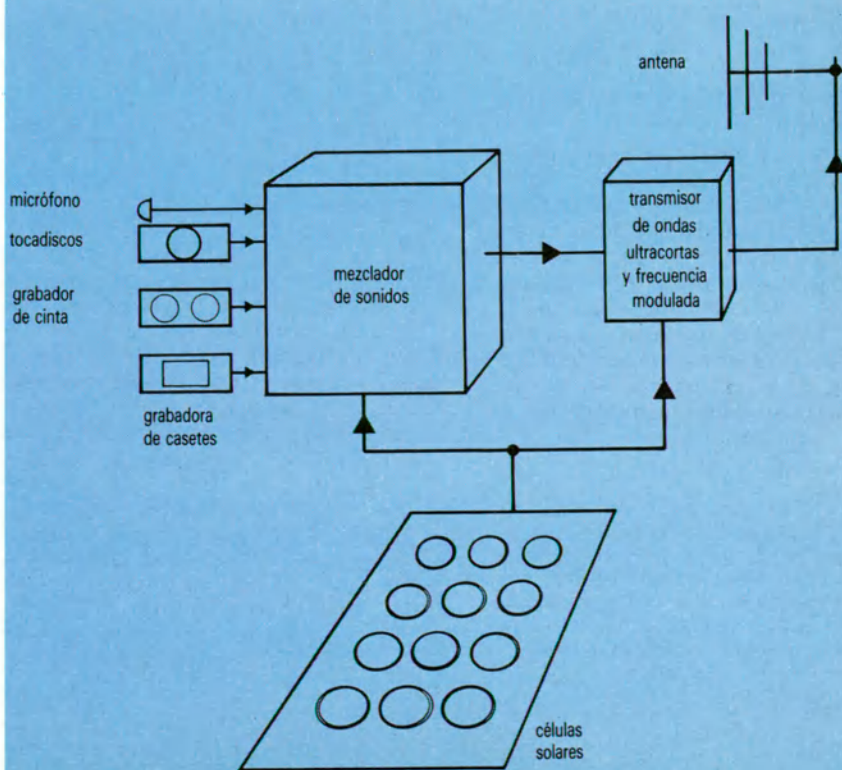 antena
micrófono
tocadiscos
grabador
de cinta
grabadora
de casetes
mezclador
de sonidos
transmisor
de ondas
ultracortas
y frecuencia
modulada
células
solares